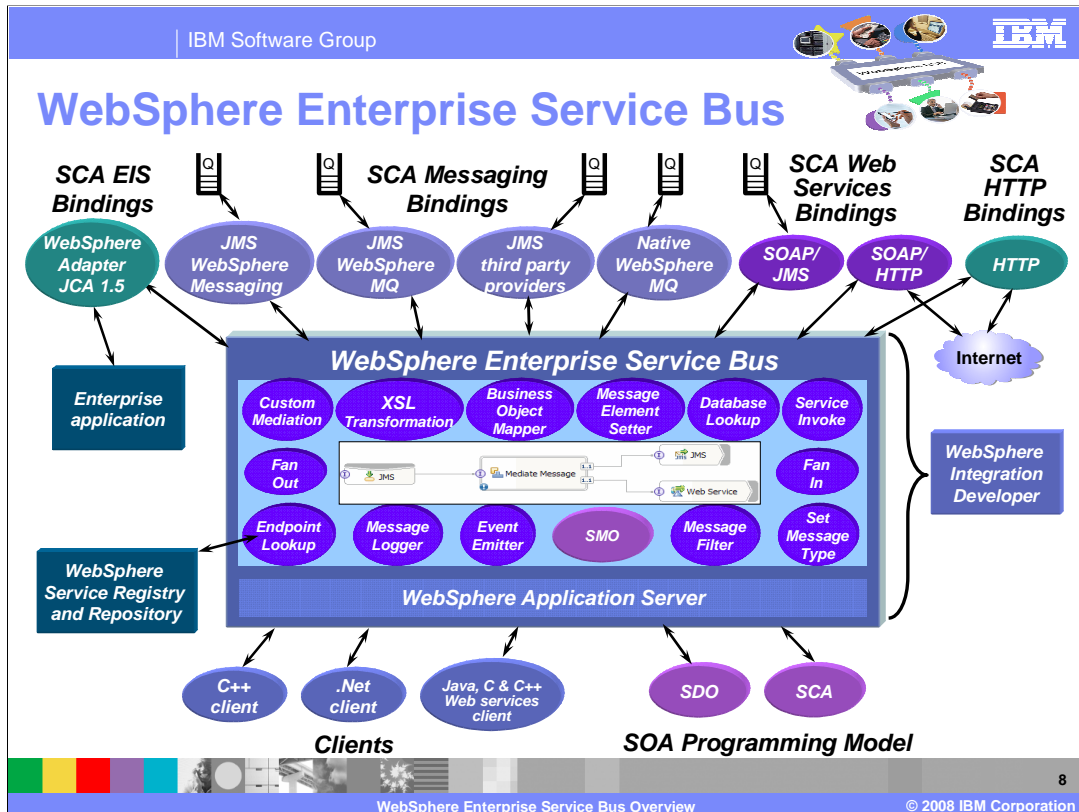 IBM Software Group
IBM
WebSphere Enterprise Service Bus
Q
Q
Q
Q
Q
SCA EIS
Bindings
SCA Messaging
Bindings
SCA Web
Services
Bindings
SCA
HTTP
Bindings
WebSphere
Adapter
JCA 1.5
JMS
WebSphere
Messaging
JMS
WebSphere
MQ
JMS
third party
providers
Native
WebSphere
MQ
SOAP/
JMS
SOAP/
HTTP
HTTP
Internet
Enterprise
application
WebSphere Enterprise Service Bus
Custom
Mediation
XSL
Transformation
Business
Object
Mapper
Message
Element
Setter
Database
Lookup
Service
Invoke
Fan
Out
JMS
Mediate Message
1..1
1..1
JMS
Web Service
Fan
In
WebSphere
Integration
Developer
Endpoint
Lookup
Message
Logger
Event
Emitter
SMO
Message
Filter
Set
Message
Type
WebSphere
Service Registry
and Repository
WebSphere Application Server
C++
client
.Net
client
Java, C & C++
Web services
client
SDO
SCA
Clients
SOA Programming Model
8
WebSphere Enterprise Service Bus Overview
© 2008 IBM Corporation